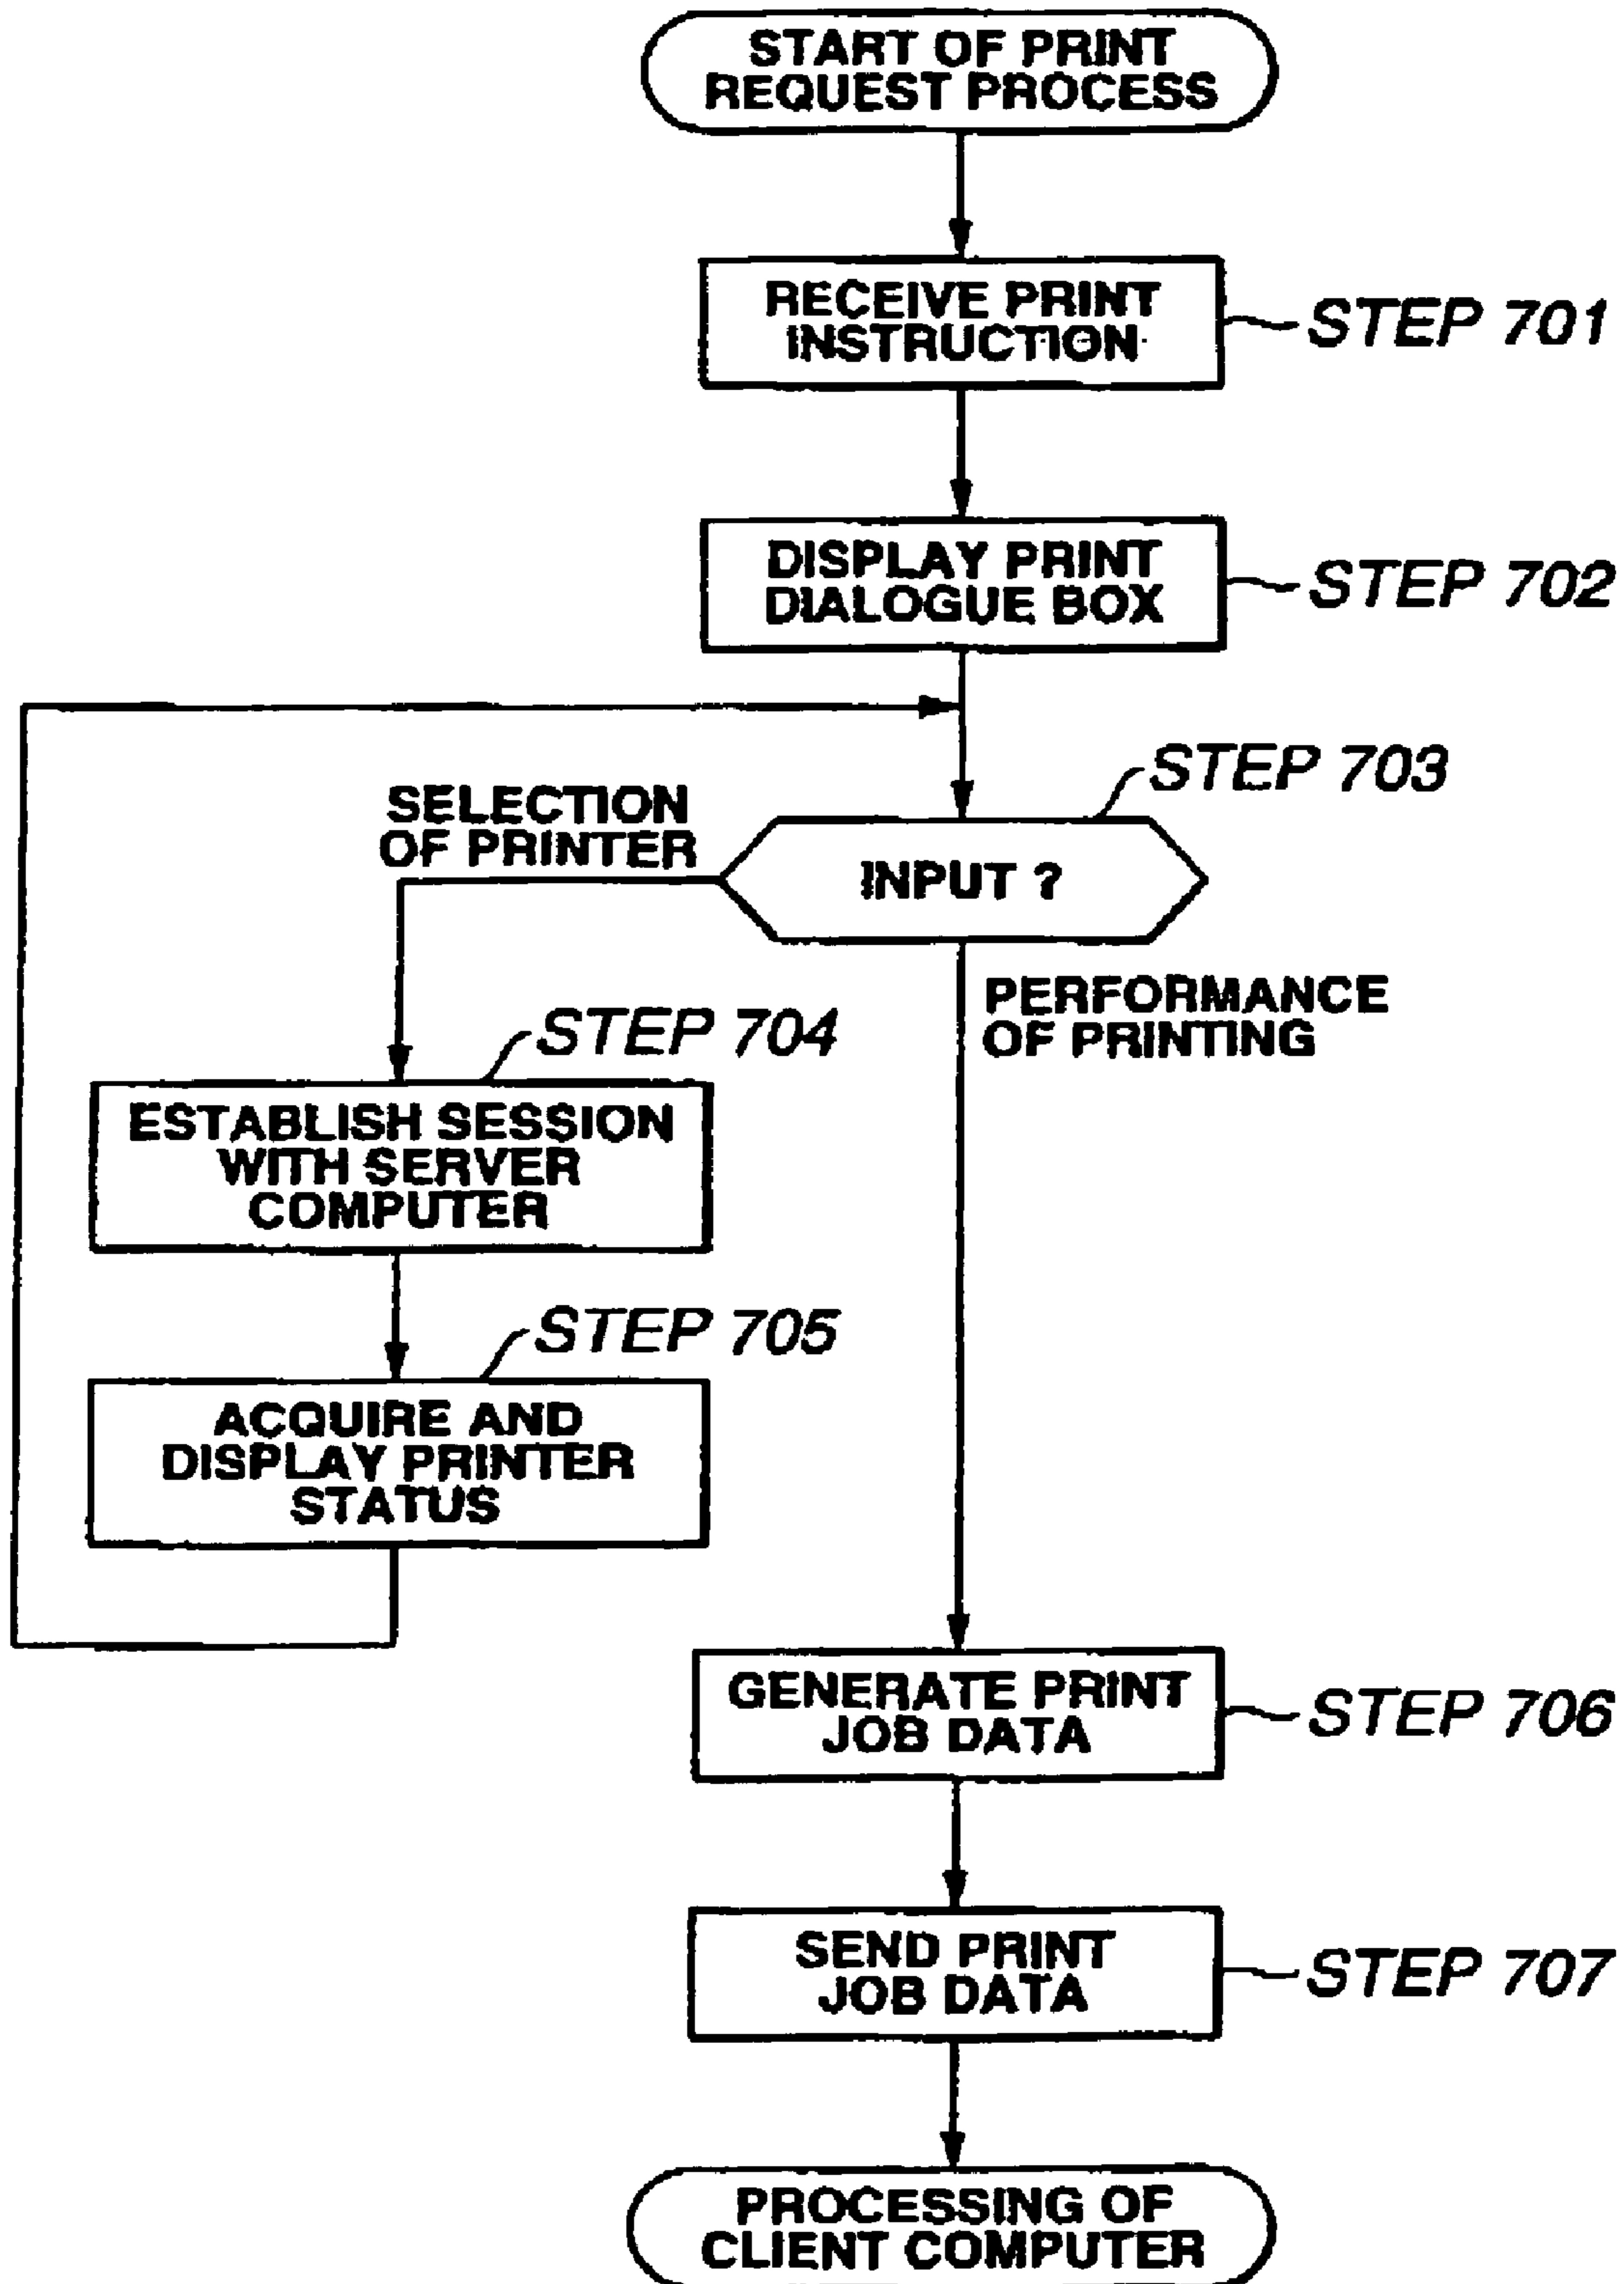 START OF PRINT
REQUEST PROCESS
RECEIVE PRINT
INSTRUCTION
STEP 701
DISPLAY PRINT
DIALOGUE BOX
STEP 702
STEP 703
SELECTION
OF PRINTER
INPUT ?
PERFORMANCE
OF PRINTING
STEP 704
ESTABLISH SESSION
WITH SERVER
COMPUTER
STEP 705
ACQUIRE AND
DISPLAY PRINTER
STATUS
GENERATE PRINT
JOB DATA
STEP 706
SEND PRINT
JOB DATA
STEP 707
PROCESSING OF
CLIENT COMPUTER